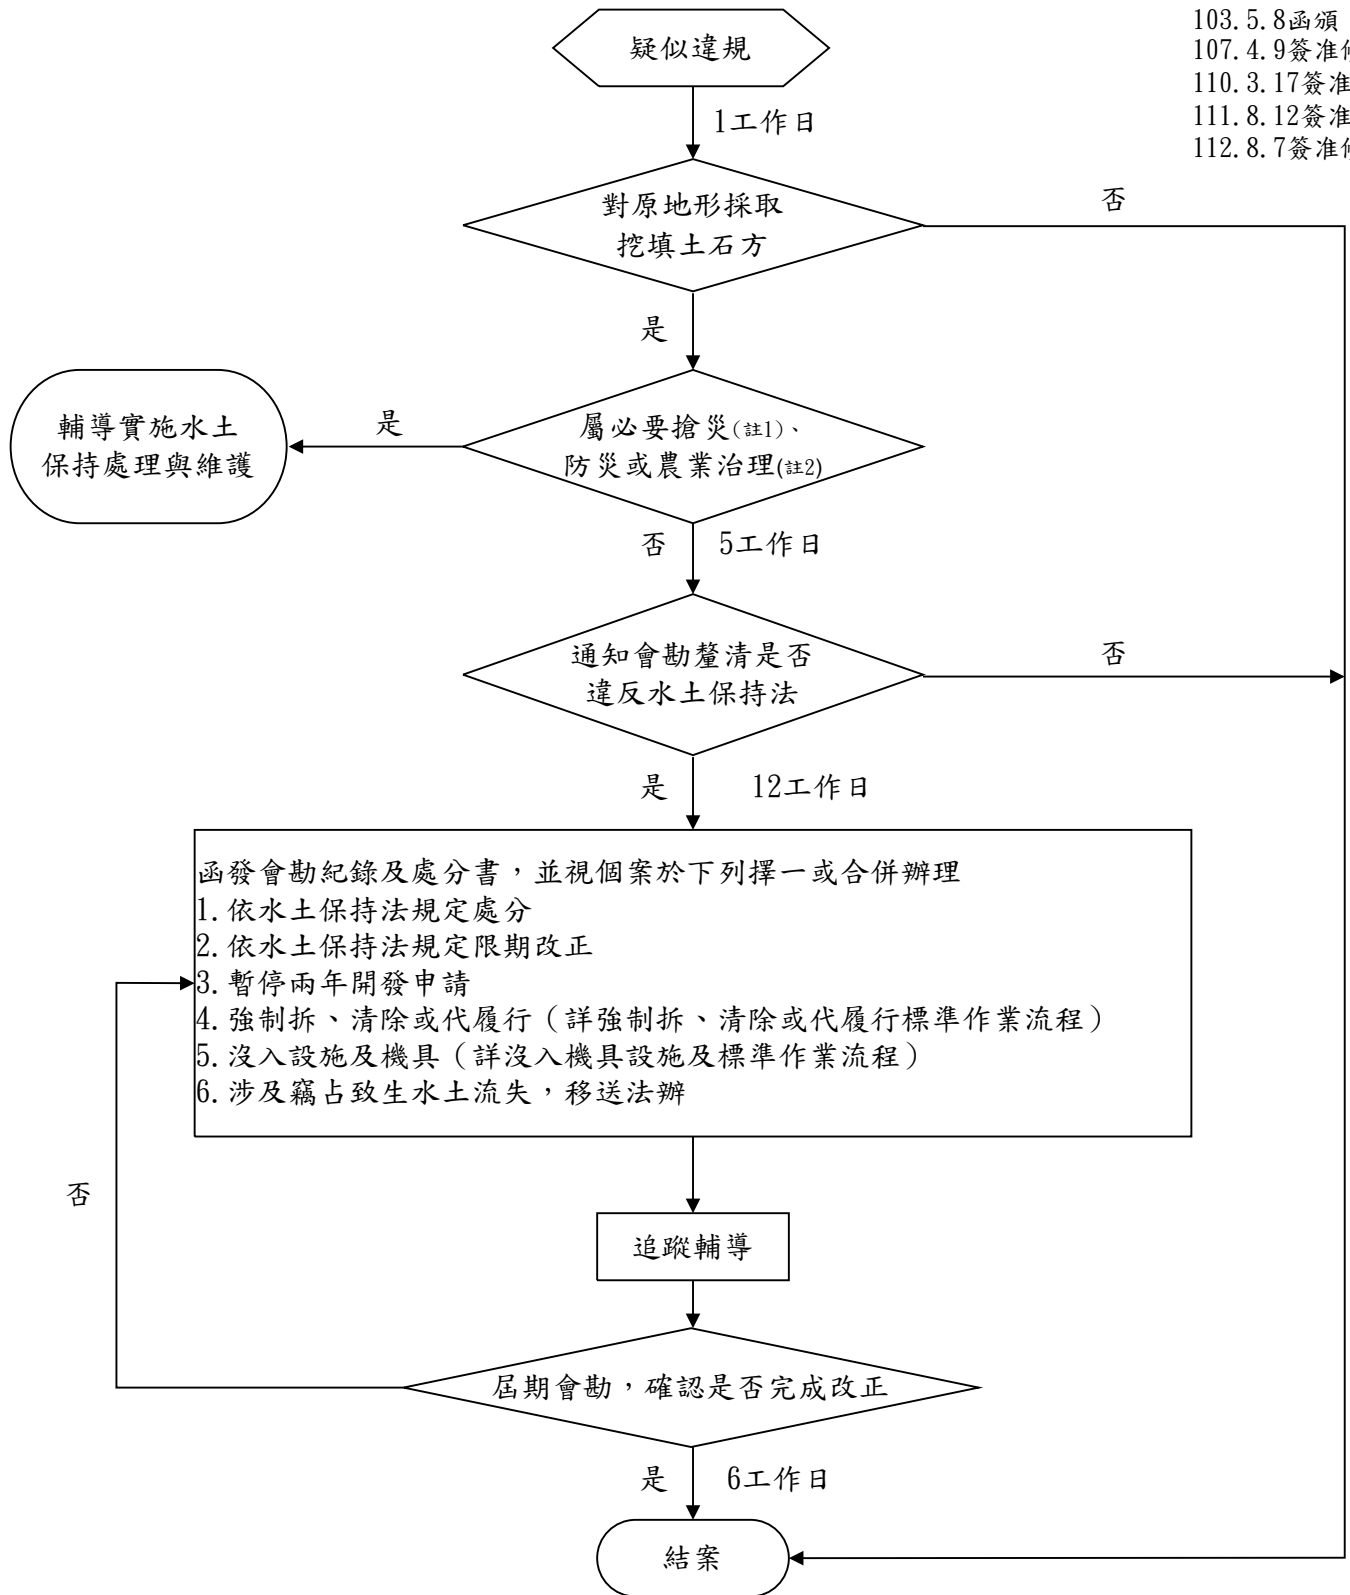 103.5.8函頒
107.4.9簽准
110.3.17簽准
111.8.12簽准
112.8.7簽准
疑似違規
1工作日
對原地形採取
挖填土石方
否
是
屬必要搶災(註1)、
防災或農業治理(註2)
是
輔導實施水土
保持處理與維護
否
5工作日
通知會勘釐清是否
違反水土保持法
否
是
12工作日
函發會勘紀錄及處分書，並視個案於下列擇一或合併辦理
1.依水土保持法規定處分
2.依水土保持法規定限期改正
3.暫停兩年開發申請
4.強制拆、清除或代履行（詳強制拆、清除或代履行標準作業流程）
5.沒入設施及機具（詳沒入機具設施及標準作業流程）
6.涉及竊占致生水土流失，移送法辦
否
追蹤輔導
屆期會勘，確認是否完成改正
是
6工作日
結案